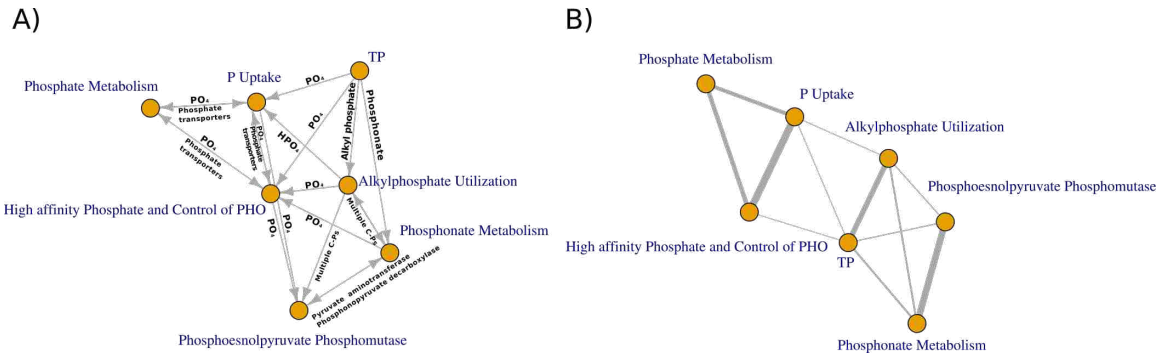 A)
B)
TP
Phosphate Metabolism
P Uptake
PO₄
PO₄
Phosphate
transporters
PO₄
Phosphate
transporters
PO₄
Phosphate
transporters
HPO₄
PO₄
Alkyl phosphate
Phosphonate
PO₄
Alkylphosphate Utilization
High affinity Phosphate and Control of PHO
PO₄
PO₄
PO₄
Multiple C-Ps
Multiple C-Ps
Phosphonate Metabolism
Pyruvate aminotransferase
Phosphonopyruvate decarboxylase
Phosphoesnolpyruvate Phosphomutase
Phosphate Metabolism
P Uptake
Alkylphosphate Utilization
Phosphoesnolpyruvate Phosphomutase
High affinity Phosphate and Control of PHO
TP
Phosphonate Metabolism